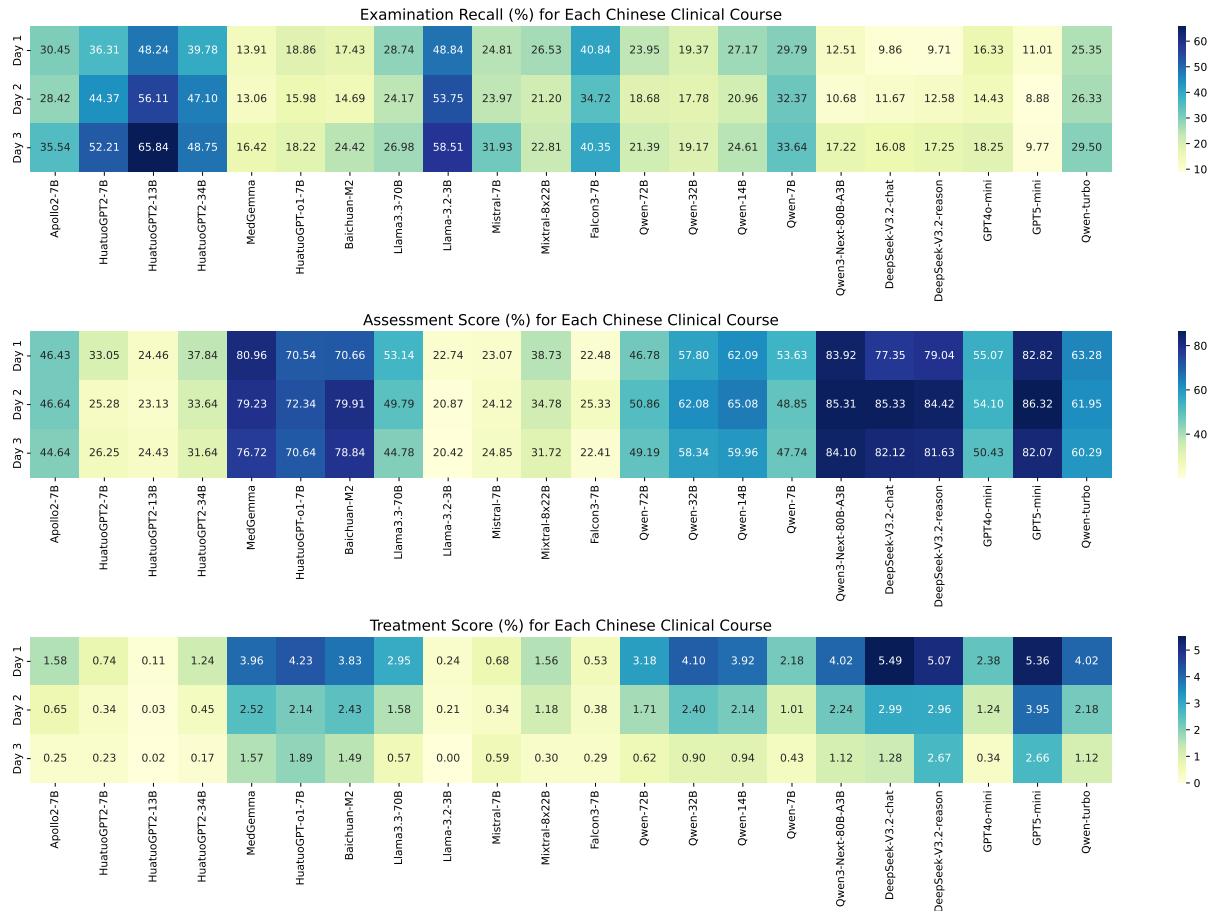 Examination Recall (%) for Each Chinese Clinical Course
Day 1 30.45 36.31 48.24 39.78 13.91 18.86 17.43 28.74 48.84 24.81 26.53 40.84 23.95 19.37 27.17 29.79 12.51 9.86 9.71 16.33 11.01 25.35
Day 2 28.42 44.37 56.11 47.10 13.06 15.98 14.69 24.17 53.75 23.97 21.20 34.72 18.68 17.78 20.96 32.37 10.68 11.67 12.58 14.43 8.88 26.33
Day 3 35.54 52.21 65.84 48.75 16.42 18.22 24.42 26.98 58.51 31.93 22.81 40.35 21.39 19.17 24.61 33.64 17.22 16.08 17.25 18.25 9.77 29.50
Apollo2-7B HuatuoGPT2-7B HuatuoGPT2-13B HuatuoGPT2-34B MedGemma HuatuoGPT-o1-7B Baichuan-M2 Llama3.3-70B Llama-3.2-3B Mistral-7B Mixtral-8x22B Falcon3-7B Qwen-72B Qwen-32B Qwen-14B Qwen-7B Qwen3-Next-80B-A3B DeepSeek-V3.2-chat DeepSeek-V3.2-reason GPT4o-mini GPT5-mini Qwen-turbo
60
50
40
30
20
10
Assessment Score (%) for Each Chinese Clinical Course
Day 1 46.43 33.05 24.46 37.84 80.96 70.54 70.66 53.14 22.74 23.07 38.73 22.48 46.78 57.80 62.09 53.63 83.92 77.35 79.04 55.07 82.82 63.28
Day 2 46.64 25.28 23.13 33.64 79.23 72.34 79.91 49.79 20.87 24.12 34.78 25.33 50.86 62.08 65.08 48.85 85.31 85.33 84.42 54.10 86.32 61.95
Day 3 44.64 26.25 24.43 31.64 76.72 70.64 78.84 44.78 20.42 24.85 31.72 22.41 49.19 58.34 59.96 47.74 84.10 82.12 81.63 50.43 82.07 60.29
Apollo2-7B HuatuoGPT2-7B HuatuoGPT2-13B HuatuoGPT2-34B MedGemma HuatuoGPT-o1-7B Baichuan-M2 Llama3.3-70B Llama-3.2-3B Mistral-7B Mixtral-8x22B Falcon3-7B Qwen-72B Qwen-32B Qwen-14B Qwen-7B Qwen3-Next-80B-A3B DeepSeek-V3.2-chat DeepSeek-V3.2-reason GPT4o-mini GPT5-mini Qwen-turbo
80
60
40
Treatment Score (%) for Each Chinese Clinical Course
Day 1 1.58 0.74 0.11 1.24 3.96 4.23 3.83 2.95 0.24 0.68 1.56 0.53 3.18 4.10 3.92 2.18 4.02 5.49 5.07 2.38 5.36 4.02
Day 2 0.65 0.34 0.03 0.45 2.52 2.14 2.43 1.58 0.21 0.34 1.18 0.38 1.71 2.40 2.14 1.01 2.24 2.99 2.96 1.24 3.95 2.18
Day 3 0.25 0.23 0.02 0.17 1.57 1.89 1.49 0.57 0.00 0.59 0.30 0.29 0.62 0.90 0.94 0.43 1.12 1.28 2.67 0.34 2.66 1.12
Apollo2-7B HuatuoGPT2-7B HuatuoGPT2-13B HuatuoGPT2-34B MedGemma HuatuoGPT-o1-7B Baichuan-M2 Llama3.3-70B Llama-3.2-3B Mistral-7B Mixtral-8x22B Falcon3-7B Qwen-72B Qwen-32B Qwen-14B Qwen-7B Qwen3-Next-80B-A3B DeepSeek-V3.2-chat DeepSeek-V3.2-reason GPT4o-mini GPT5-mini Qwen-turbo
5
4
3
2
1
0